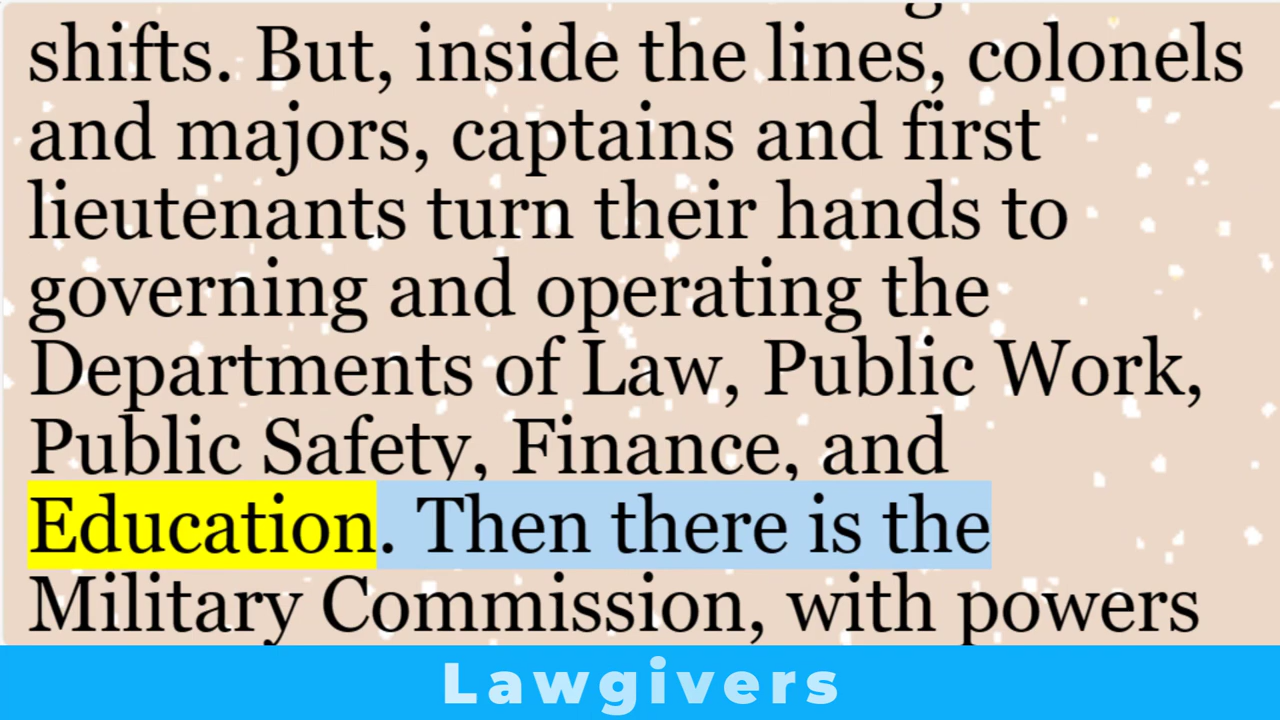 shifts. But, inside the lines, colonels
and majors, captains and first
lieutenants turn their hands to
governing and operating the
Departments of Law, Public Work,
Public Safety, Finance, and
Education. Then there is the
Military Commission, with powers
Lawgivers